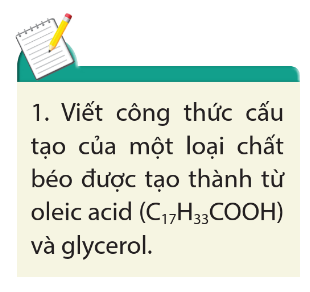 1. Viết công thức cấu
tạo của một loại chất
béo được tạo thành từ
oleic acid (C₁₇H₃₃COOH)
và glycerol.